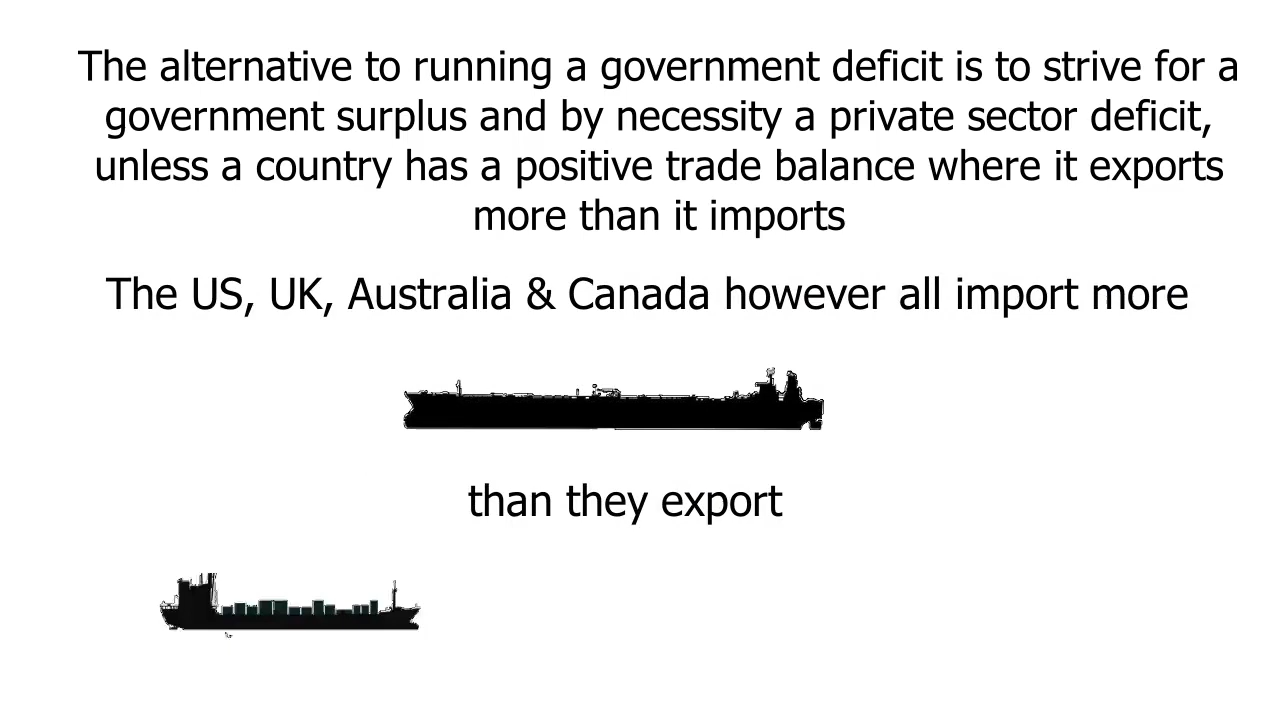 The alternative to running a government deficit is to strive for a
government surplus and by necessity a private sector deficit,
unless a country has a positive trade balance where it exports
more than it imports
The US, UK, Australia & Canada however all import more
than they export